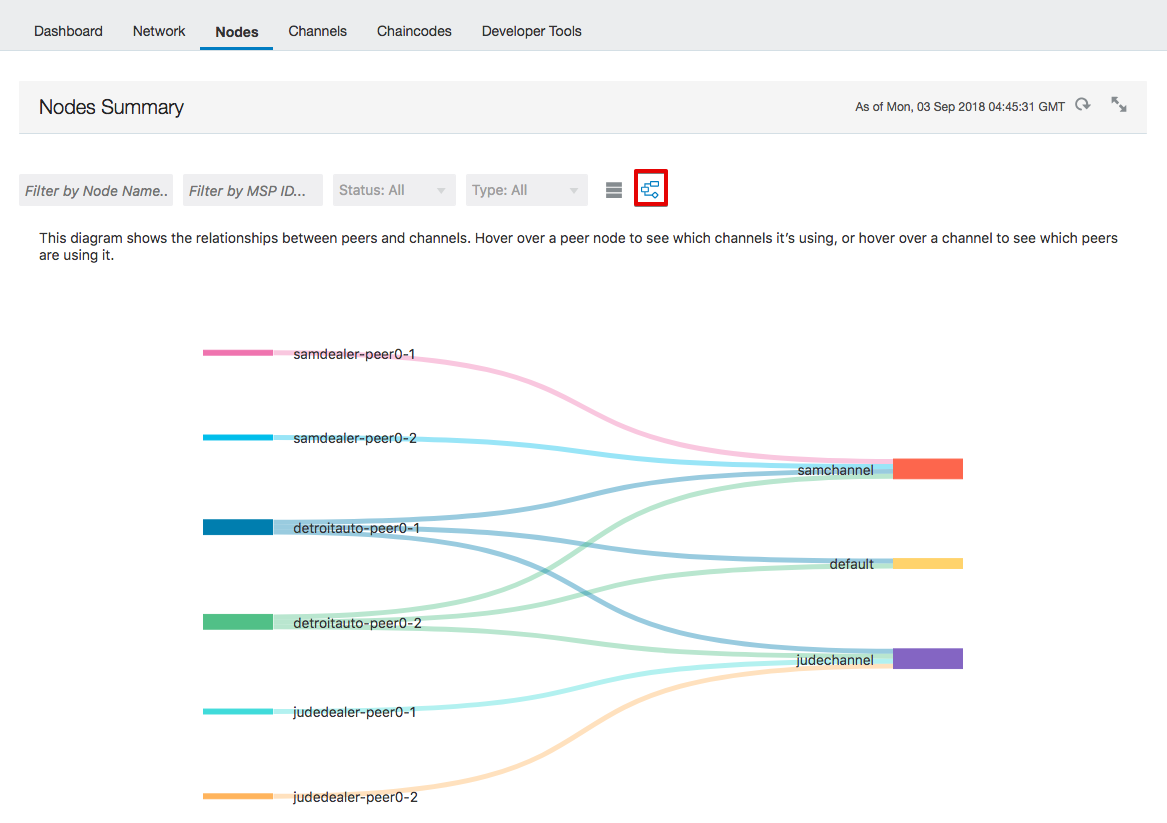 Dashboard Network Nodes Channels Chaincodes Developer Tools
Nodes Summary As of Mon, 03 Sep 2018 04:45:31 GMT
Filter by Node Name.. Filter by MSP ID... Status: All Type: All
This diagram shows the relationships between peers and channels. Hover over a peer node to see which channels it’s using, or hover over a channel to see which peers
are using it.
samdealer-peer0-1
samdealer-peer0-2
samchannel
detroitauto-peer0-1
default
detroitauto-peer0-2
judechannel
judedealer-peer0-1
judedealer-peer0-2